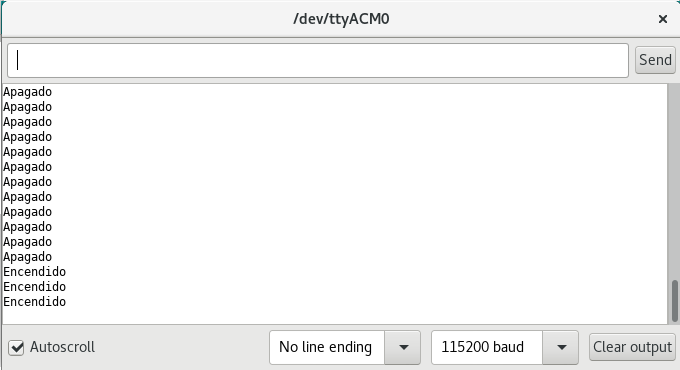 /dev/ttyACM0
Send
Apagado
Apagado
Apagado
Apagado
Apagado
Apagado
Apagado
Apagado
Apagado
Apagado
Apagado
Apagado
Encendido
Encendido
Encendido
Autoscroll
No line ending
115200 baud
Clear output